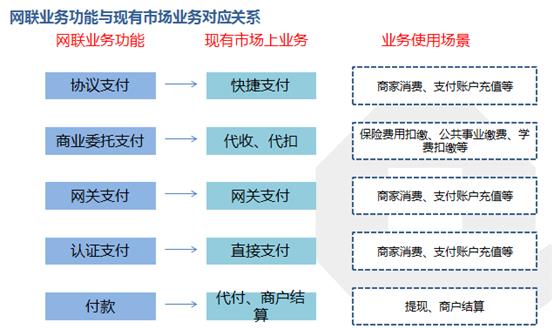 网联业务功能与现有市场业务对应关系
网联业务功能 现有市场上业务 业务使用场景
协议支付 快捷支付 商家消费、支付账户充值等
商业委托支付 代收、代扣 保险费用扣缴、公共事业缴费、学
费扣缴等
网关支付 网关支付 商家消费、支付账户充值等
认证支付 直接支付 商家消费、支付账户充值等
付款 代付、商户结
算 提现、商户结算